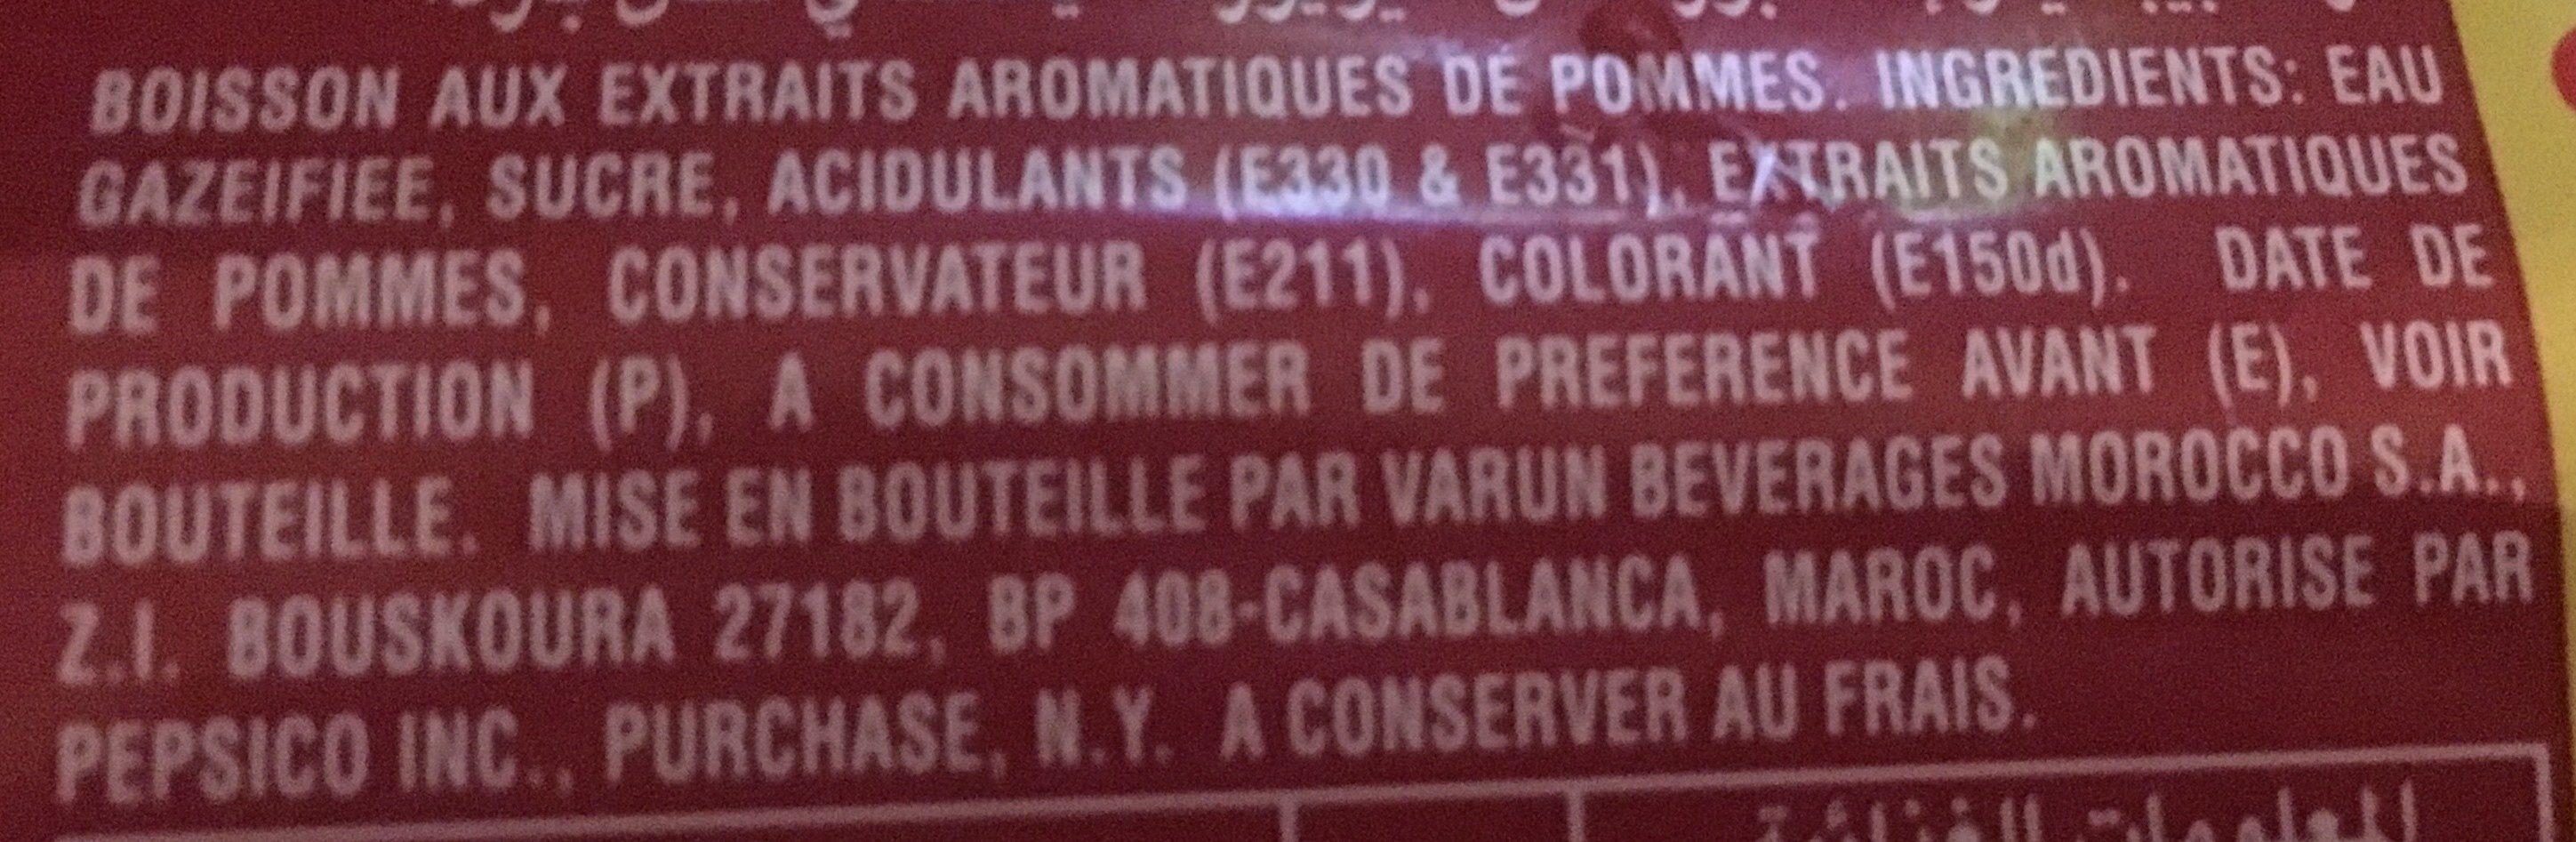 BOISSON AUX EXTRAITS AROMATIQUES DE POMMES. INGREDIENTS: EAU
GAZEIFIEE, SUCRE, ACIDULANTS (E330 & E331), EXTRAITS AROMATIQUES
DE POMMES, CONSERVATEUR (E211), COLORANT (E150d). DATE DE
PRODUCTION (P), A CONSOMMER DE PREFERENCE AVANT (E), VOIR
BOUTEILLE. MISE EN BOUTEILLE PAR VARUN BEVERAGES MOROCCO S.A.,
Z.I. BOUSKOURA 27182, BP 408-CASABLANCA, MAROC, AUTORISE PAR
PEPSICO INC., PURCHASE, N.Y. A CONSERVER AU FRAIS.
المعلومات الغذائية